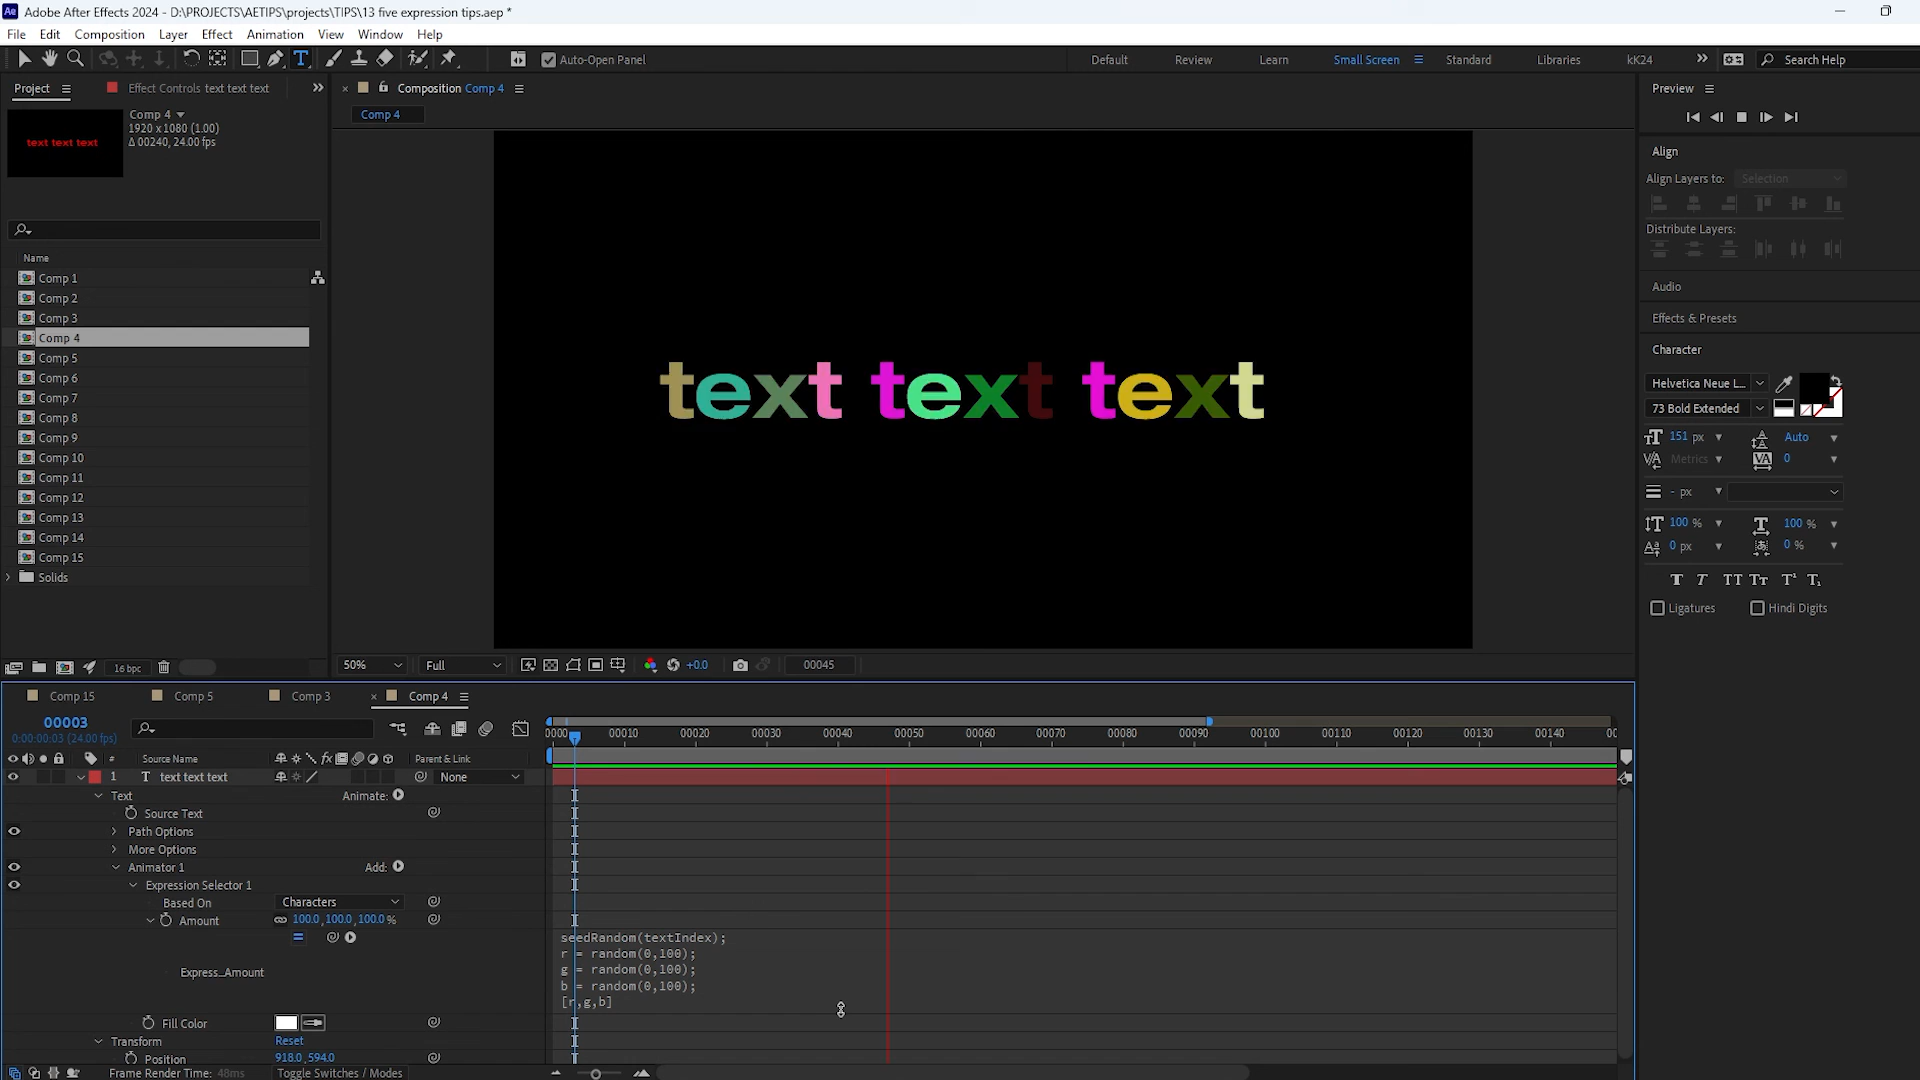 Ae Adobe After Effects 2024 - D:\PROJECTS\AETIPS\projects\TIPS\13 five expression tips.aep *
File Edit Composition Layer Effect Animation View Window Help
Auto-Open Panel Default Review Learn Small Screen Standard Libraries kK24 Search Help
Project Effect Controls text text text
Comp 4
1920 x 1080 (1.00)
Δ 00240, 24.00 fps
text text text
Name
Comp 1
Comp 2
Comp 3
Comp 4
Comp 5
Comp 6
Comp 7
Comp 8
Comp 9
Comp 10
Comp 11
Comp 12
Comp 13
Comp 14
Comp 15
Solids
16 bpc
Composition Comp 4
Comp 4
text text text
50% Full +0.0 00045
Preview
Align
Align Layers to: Selection
Distribute Layers:
Audio
Effects & Presets
Character
Helvetica Neue L...
73 Bold Extended
151 px Auto
Metrics 0
- px
100 % 100 %
0 px 0 %
Ligatures Hindi Digits
Comp 15 Comp 5 Comp 3 Comp 4
00003
0:00:00:03 (24.00 fps)
0000 00010 00020 00030 00040 00050 00060 00070 00080 00090 00100 00110 00120 00130 00140
# Source Name Parent & Link
1 T text text text None
Text Animate:
Source Text
Path Options
More Options
Animator 1 Add:
Expression Selector 1
Based On Characters
Amount 100.0,100.0,100.0%
Express_Amount
seedRandom(textIndex);
r = random(0,100);
g = random(0,100);
b = random(0,100);
[r,g,b]
Fill Color
Transform Reset
Position 918.0,594.0
Frame Render Time: 48ms Toggle Switches / Modes